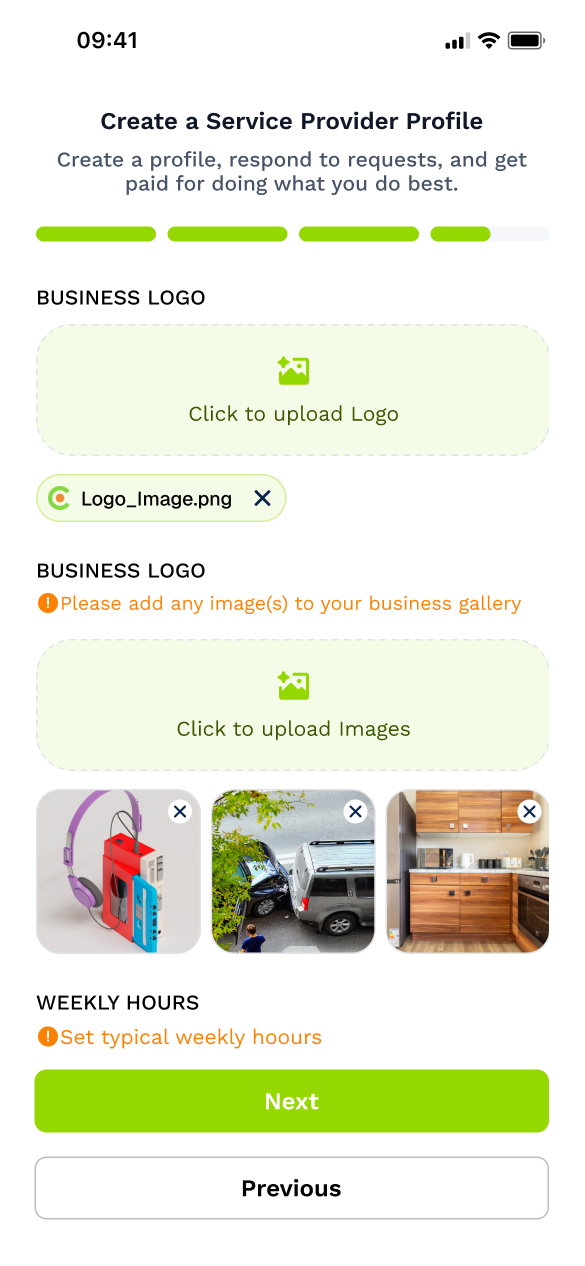 09:41
Create a Service Provider Profile
Create a profile, respond to requests, and get
paid for doing what you do best.
BUSINESS LOGO
Click to upload Logo
Logo_Image.png
BUSINESS LOGO
Please add any image(s) to your business gallery
Click to upload Images
WEEKLY HOURS
Set typical weekly hoours
Next
Previous